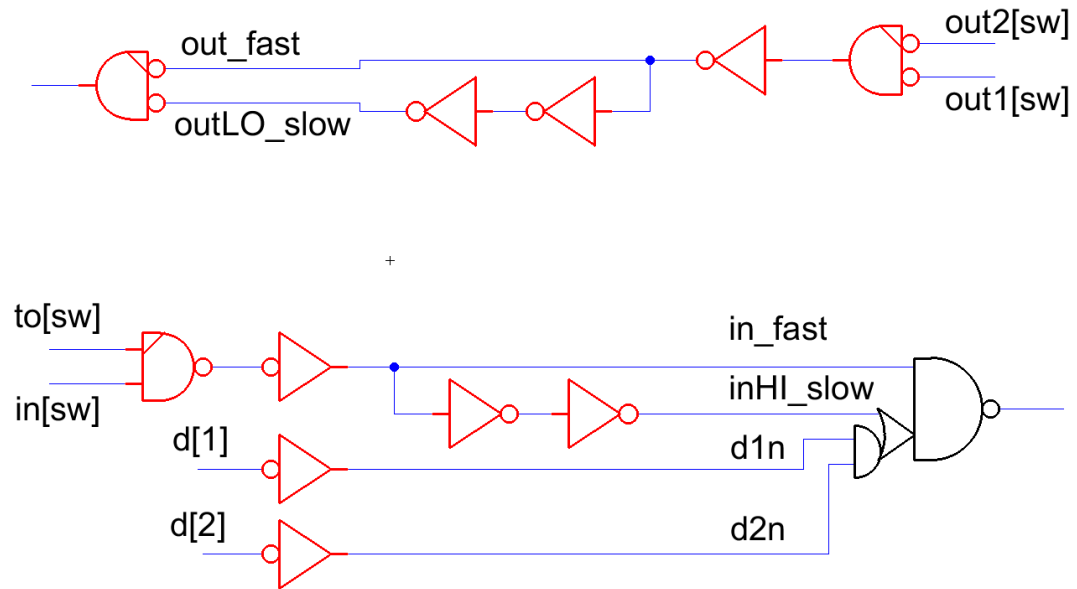 out_fast
out2[sw]
outLO_slow
out1[sw]
to[sw]
in_fast
inHI_slow
in[sw]
d[1]
d1n
d[2]
d2n